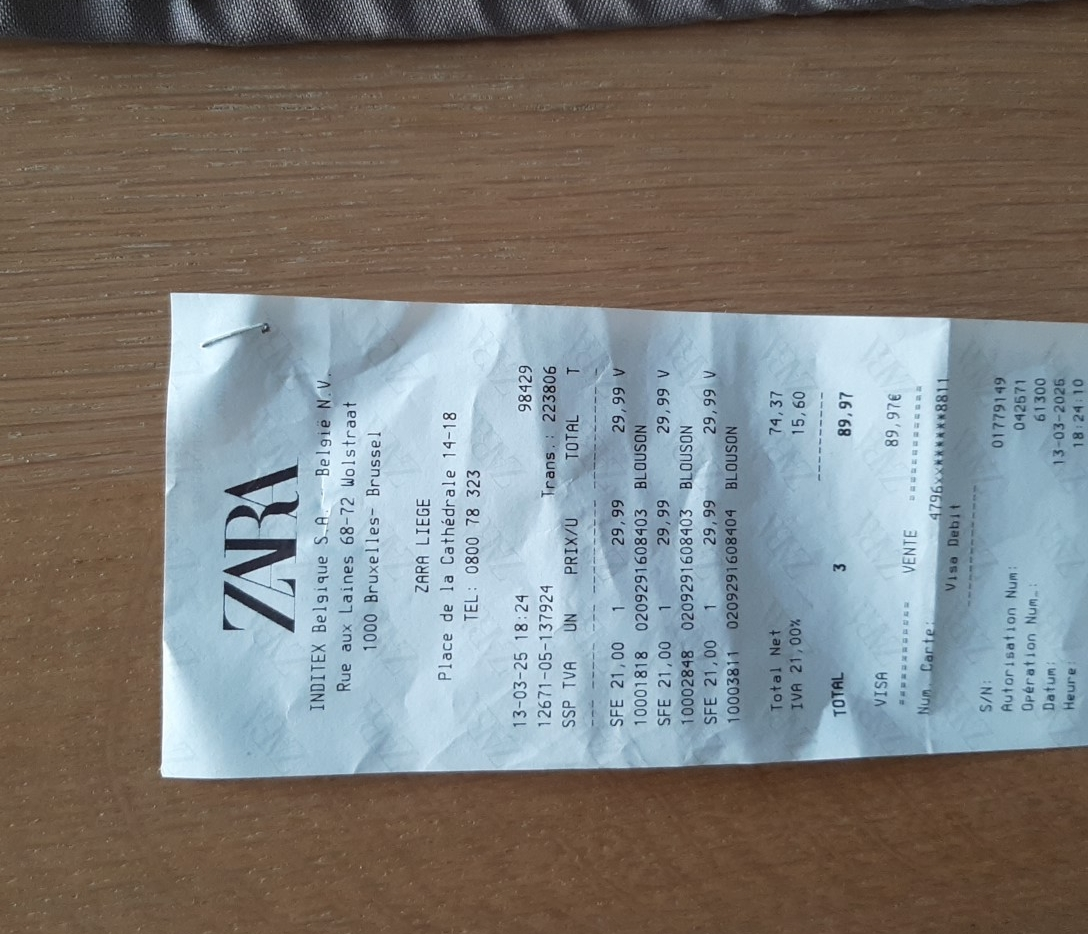 ZARA
INDITEX Belgique S.A. - België N.V.
Rue aux Laines 68-72 Wolstraat
1000 Bruxelles- Brussel
ZARA LIEGE
Place de la Cathédrale 14-18
TEL: 0800 78 323
13-03-25 18:24 98429
12671-05-137924 Trans.: 223806
SSP TVA UN PRIX/U TOTAL T
SFE 21,00 1 29,99 29,99 V
10001818 0209291608403 BLOUSON
SFE 21,00 1 29,99 29,99 V
10002848 0209291608403 BLOUSON
SFE 21,00 1 29,99 29,99 V
10003811 0209291608404 BLOUSON
Total Net 74,37
IVA 21,00% 15,60
TOTAL 3 89,97
VISA 89,97€
=========== VENTE ===========
Num. Carte: 4796××××××××8811
Visa Debit
S/N: 01779149
Autorisation Num: 042571
Opération Num.: 61300
Datum: 13-03-2025
Heure: 18:24:10